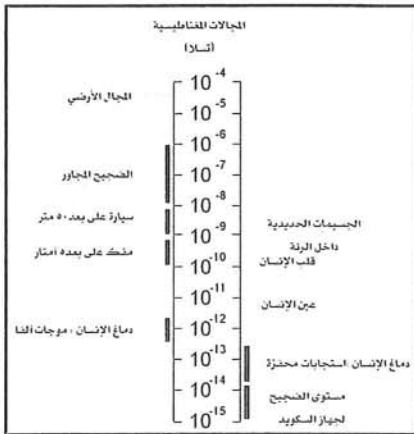 المجالات المغناطيسية
(تسلا)
10⁻⁴
المجال الأرضي
10⁻⁵
10⁻⁶
الضجيج المجاور
10⁻⁷
10⁻⁸
سيارة على بعد ٥٠ متر
الجسيمات الحديدية
10⁻⁹
داخل الرئة
مفك على بعد ٥ أمتار
10⁻¹⁰
قلب الإنسان
10⁻¹¹
عين الإنسان
10⁻¹²
دماغ الإنسان ، موجات ألفا
10⁻¹³
دماغ الإنسان ، استجابات محفزة
10⁻¹⁴
مستوى الضجيج
10⁻¹⁵
لجهاز السكويد